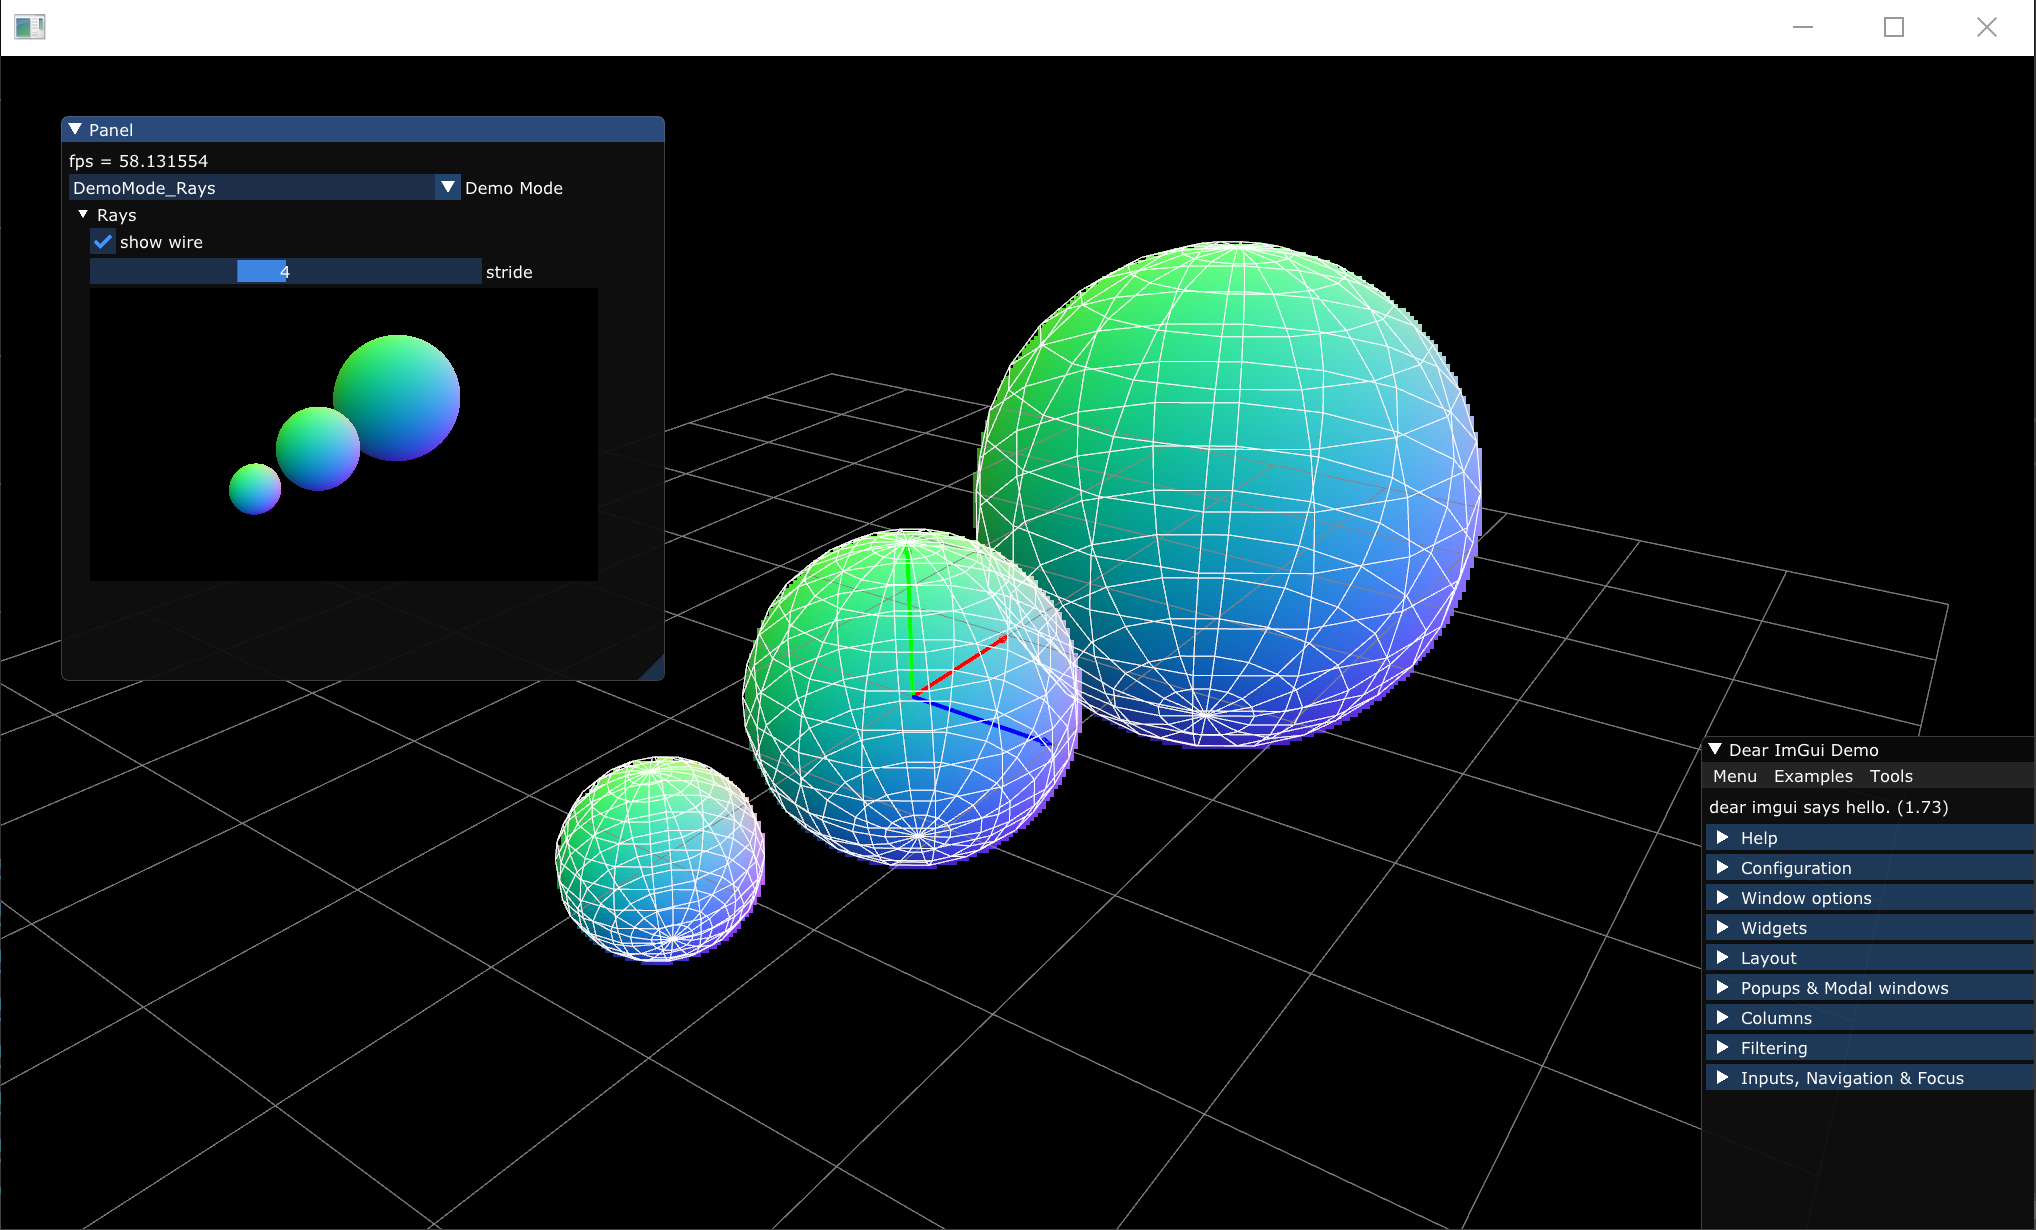 Panel
fps = 58.131554
DemoMode_Rays Demo Mode
Rays
show wire
4 stride
Dear ImGui Demo
Menu Examples Tools
dear imgui says hello. (1.73)
Help
Configuration
Window options
Widgets
Layout
Popups & Modal windows
Columns
Filtering
Inputs, Navigation & Focus